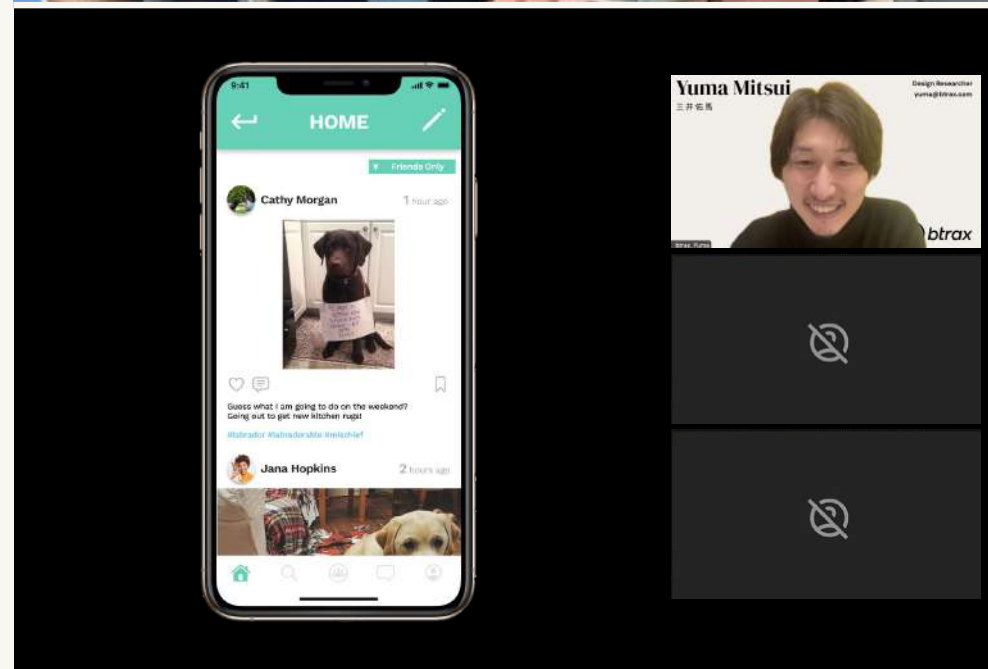 9:41
HOME
Friends Only
Cathy Morgan
1 hour ago
Guess what I am going to do on the weekend?
Going out to get new kitchen rugs!
#labrador #labradorable #mischief
Jana Hopkins
2 hours ago
Yuma Mitsui
三井佑馬
Design Researcher
yuma@btrax.com
btrax
btrax, Yuma